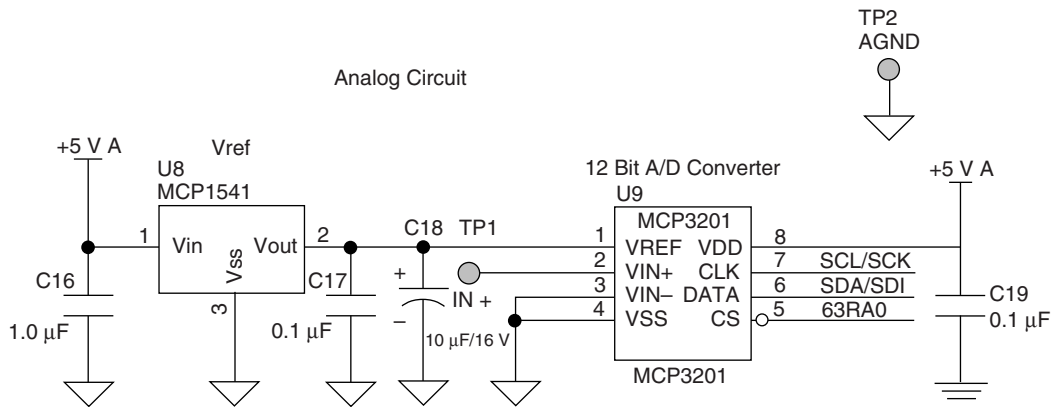 TP2
AGND
Analog Circuit
+5 V A
Vref
U8
MCP1541
1
Vin
Vout
2
Vss
3
C16
1.0 µF
C17
0.1 µF
C18
+
–
10 µF/16 V
TP1
IN +
12 Bit A/D Converter
U9
MCP3201
1 VREF VDD 8
2 VIN+ CLK 7 SCL/SCK
3 VIN– DATA 6 SDA/SDI
4 VSS CS 5 63RA0
MCP3201
+5 V A
C19
0.1 µF